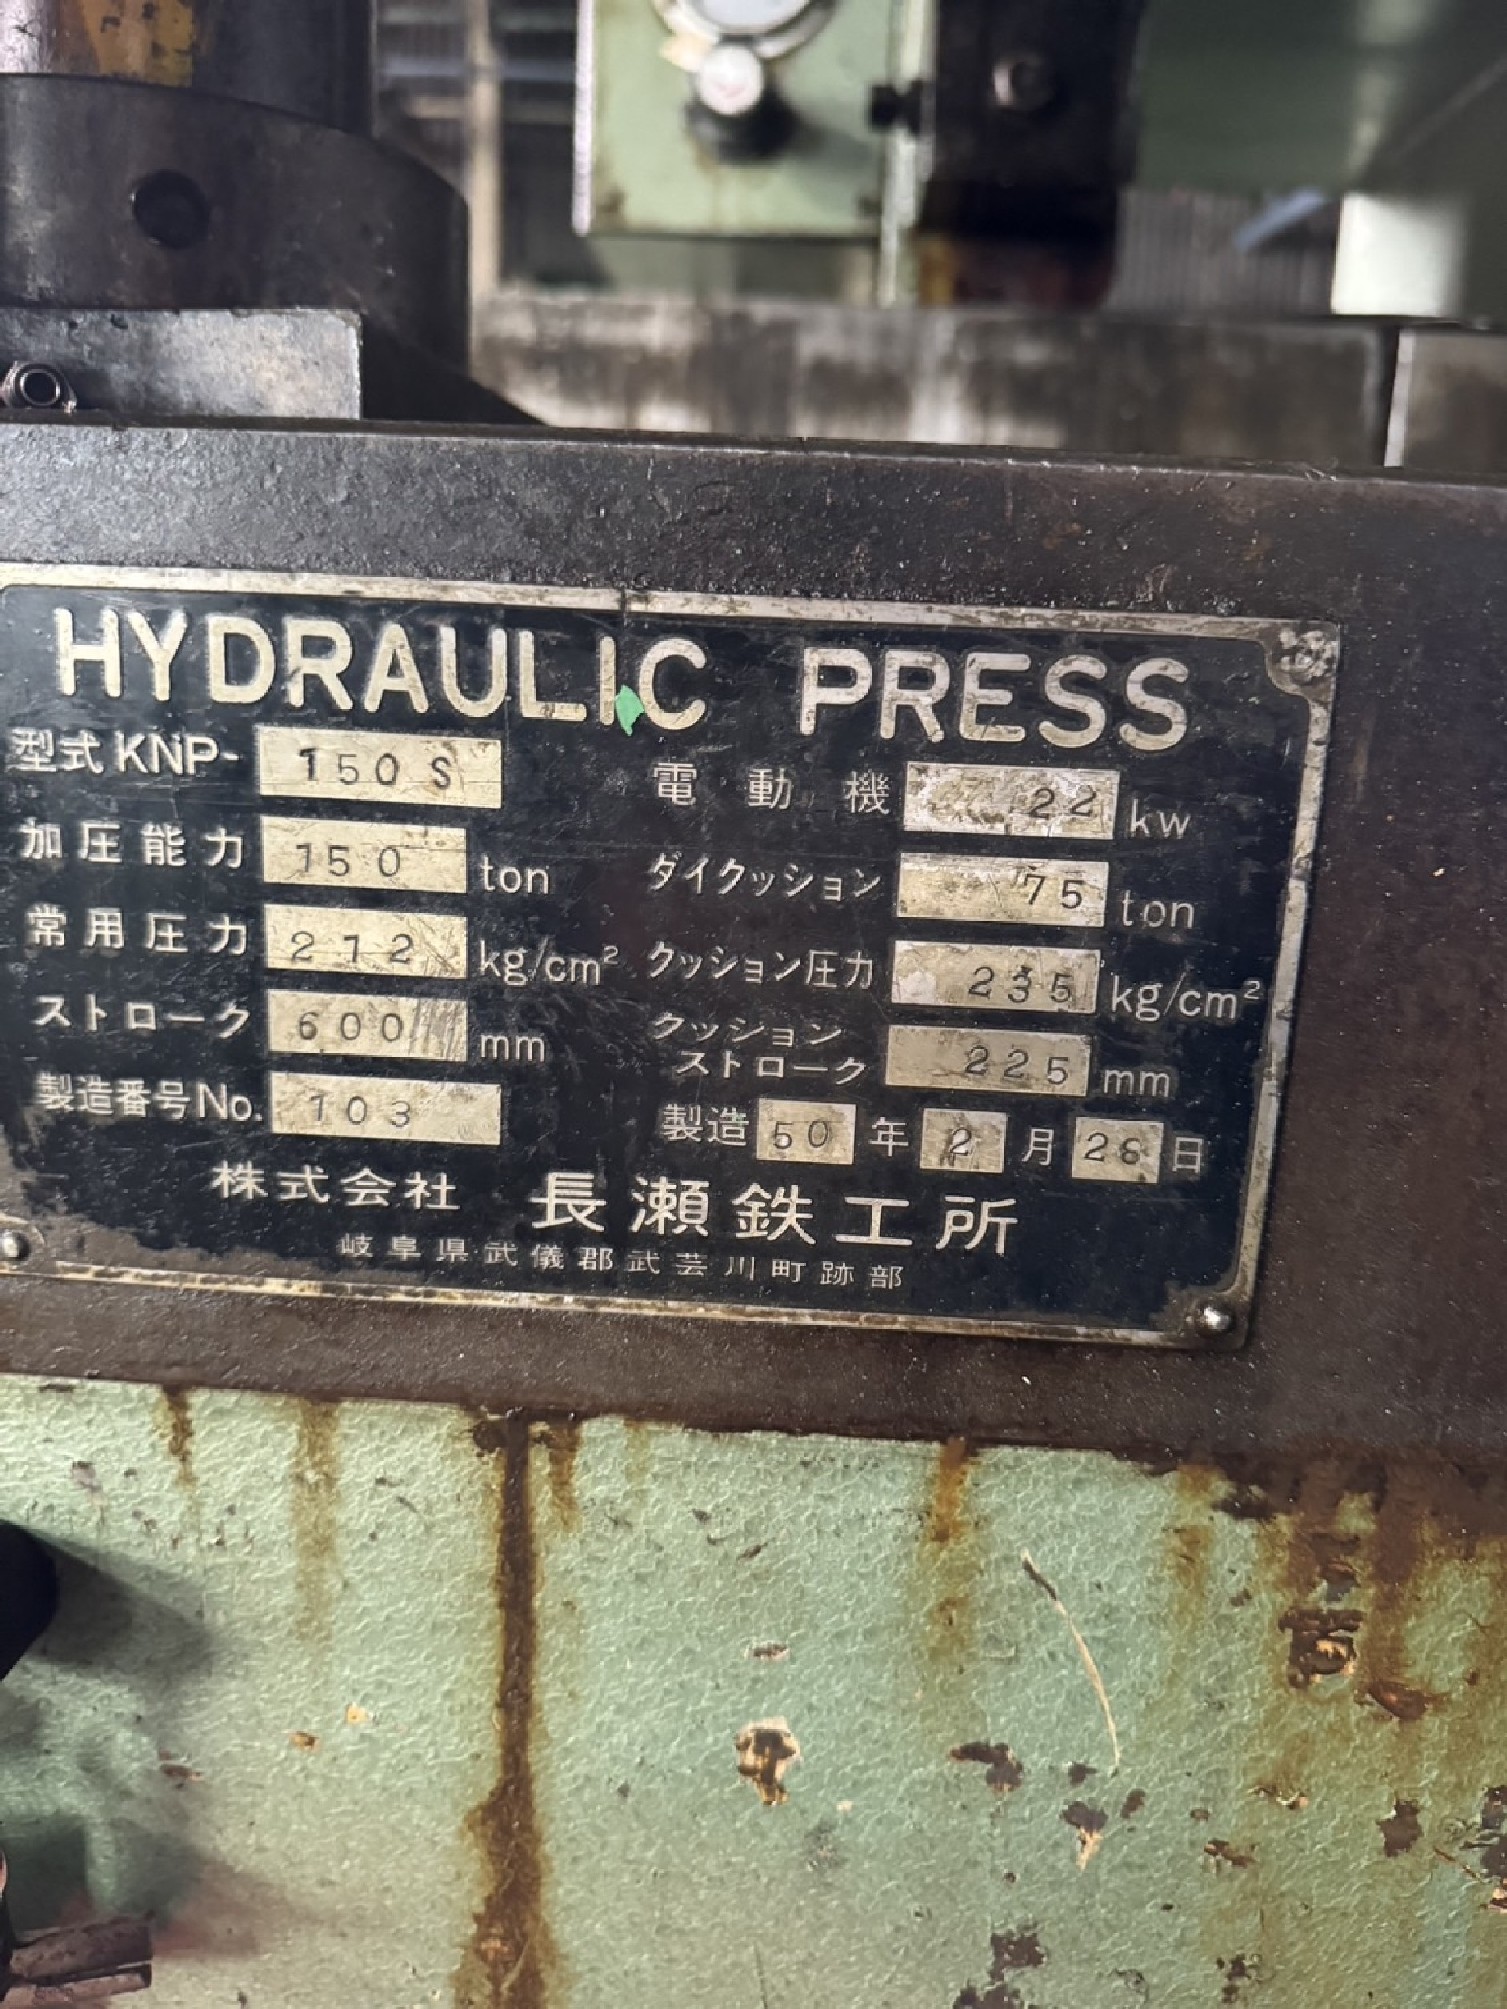 HYDRAULIC PRESS
型式 KNP- 150 S
電動機 22 kw
加圧能力 150 ton
ダイクッション 75 ton
常用圧力 212 kg/cm²
クッション圧力 235 kg/cm²
ストローク 600 mm
クッション
ストローク 225 mm
製造番号No. 103
製造 50 年 2 月 28 日
株式会社 長瀬鉄工所
岐阜県武儀郡武芸川町跡部